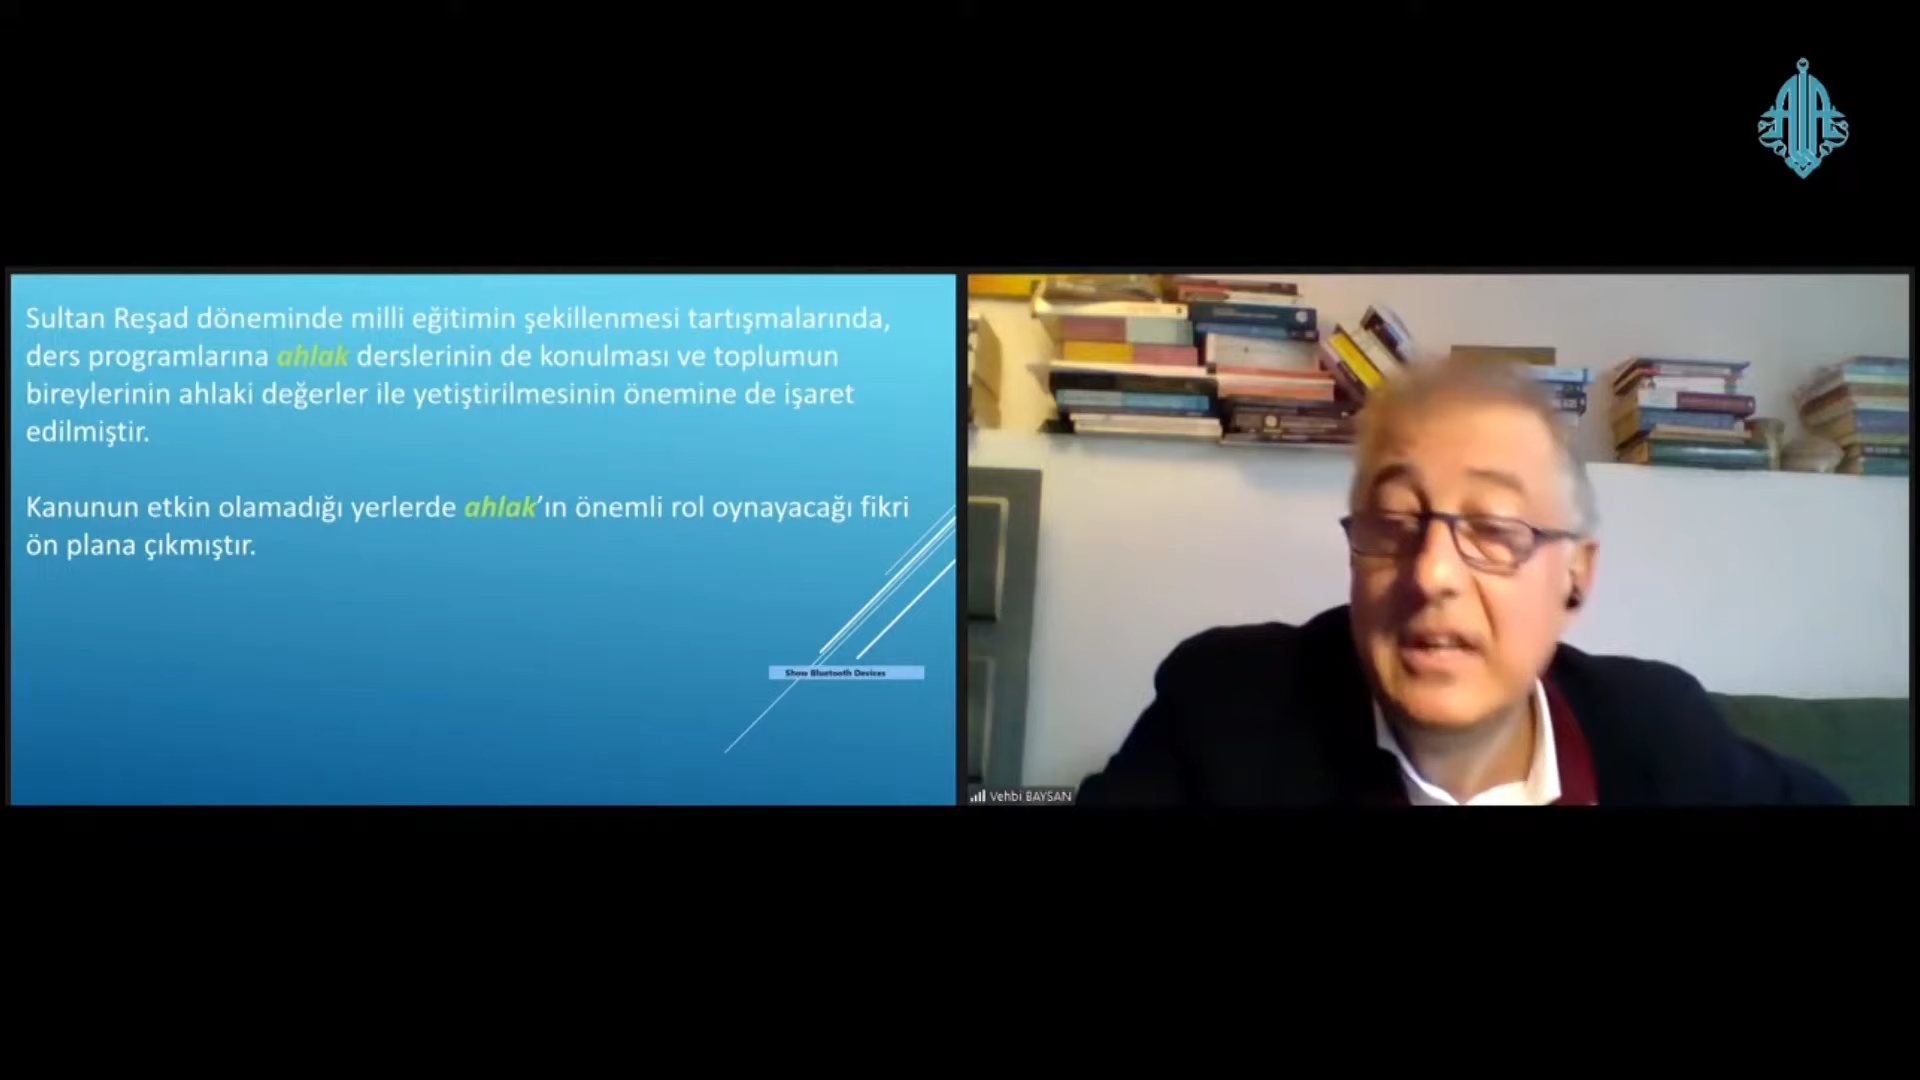 Sultan Reşad döneminde milli eğitimin şekillenmesi tartışmalarında,
ders programlarına ahlak derslerinin de konulması ve toplumun
bireylerinin ahlaki değerler ile yetiştirilmesinin önemine de işaret
edilmiştir.
Kanunun etkin olamadığı yerlerde ahlak’ın önemli rol oynayacağı fikri
ön plana çıkmıştır.
Show Bluetooth Devices
Vehbi BAYSAN